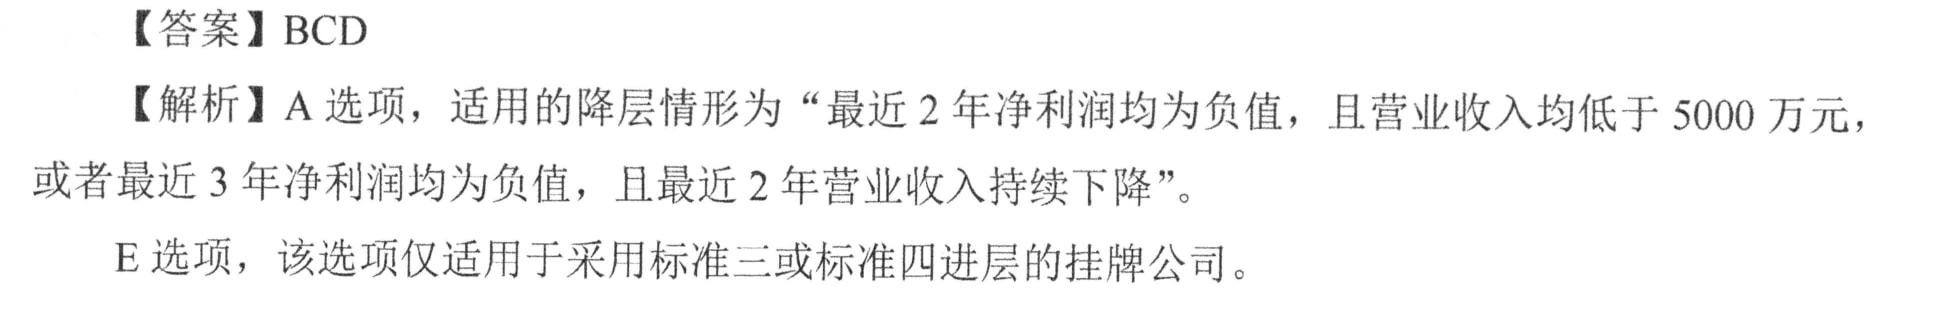 【答案】BCD
【解析】A 选项，适用的降层情形为“最近 2 年净利润均为负值，且营业收入均低于 5000 万元，
或者最近 3 年净利润均为负值，且最近 2 年营业收入持续下降”。
E 选项，该选项仅适用于采用标准三或标准四进层的挂牌公司。